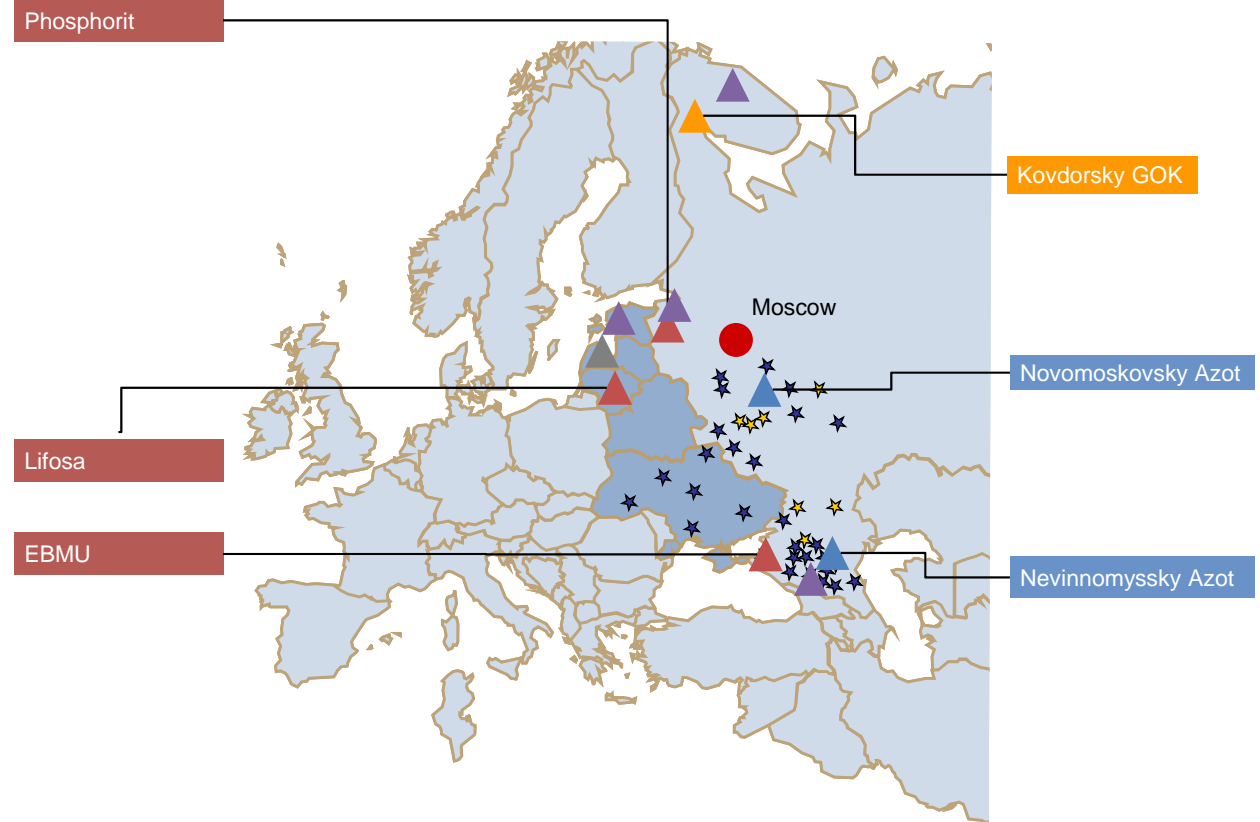 Phosphorit
Kovdorsky GOK
Moscow
Novomoskovsky Azot
Lifosa
EBMU
Nevinnomyssky Azot